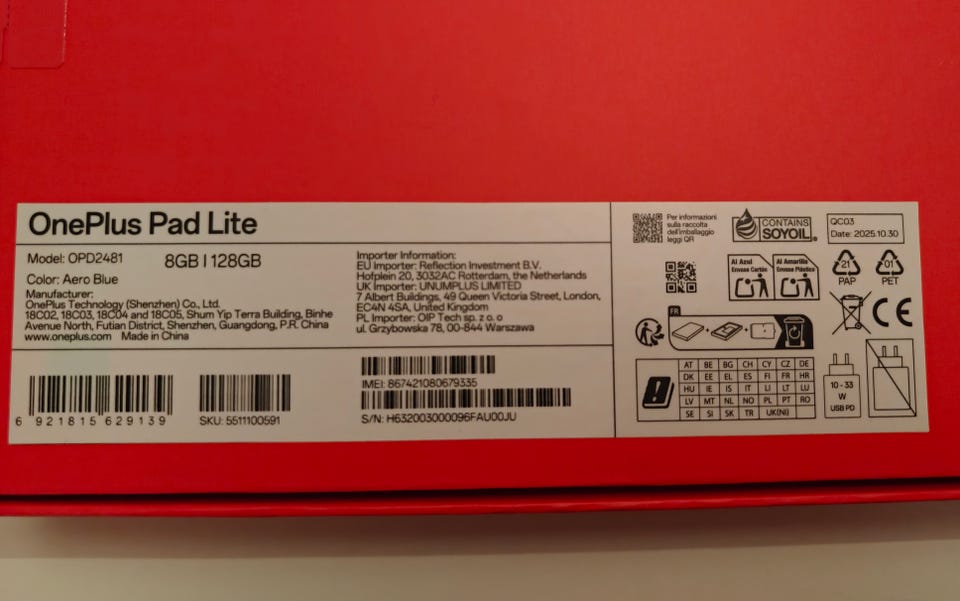 OnePlus Pad Lite
Model: OPD2481
8GB | 128GB
Color: Aero Blue
Manufacturer:
OnePlus Technology (Shenzhen) Co., Ltd.
18C02, 18C03, 18C04 and 18C05, Shum Yip Terra Building, Binhe
Avenue North, Futian District, Shenzhen, Guangdong, P.R. China
www.oneplus.com Made in China
Importer Information:
EU Importer: Reflection Investment B.V.
Hofplein 20, 3032AC Rotterdam, the Netherlands
UK Importer: UNUMPLUS LIMITED
7 Albert Buildings, 49 Queen Victoria Street, London,
EC4N 4SA, United Kingdom
PL Importer: OIP Tech sp. z o. o
ul. Grzybowska 78, 00-844 Warszawa
6 921815 629139
SKU: 5511100591
IMEI: 867421080679335
S/N: H632003000096FAU00JU
Per informazioni
sulla raccolta
dell'imballaggio
leggi QR
CONTAINS
SOYOIL
QC03
Date: 2025.10.30
Al Azul
Envase Cartón
Al Amarillo
Envase Plástico
21
PAP
01
PET
FR
CE
AT BE BG CH CY CZ DE
DK EE EL ES FI FR HR
HU IE IS IT LI LT LU
LV MT NL NO PL PT RO
SE SI SK TR UK(NI)
10 - 33
W
USB PD